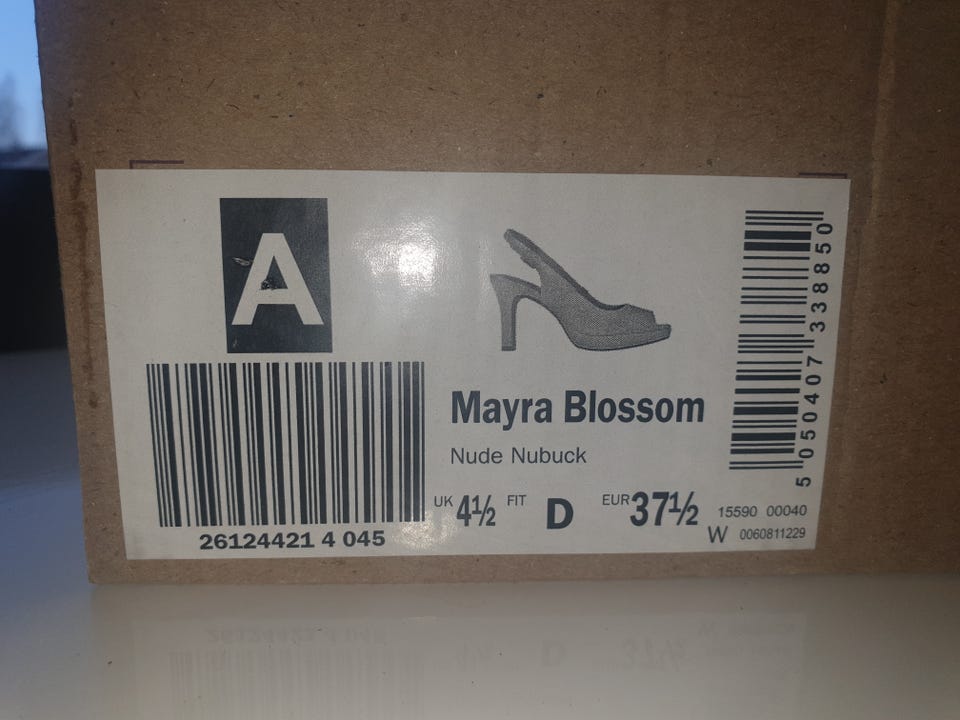 A
26124421 4 045
Mayra Blossom
Nude Nubuck
UK 4½ FIT D EUR 37½
15590 00040
W 0060811229
5 050407 338850